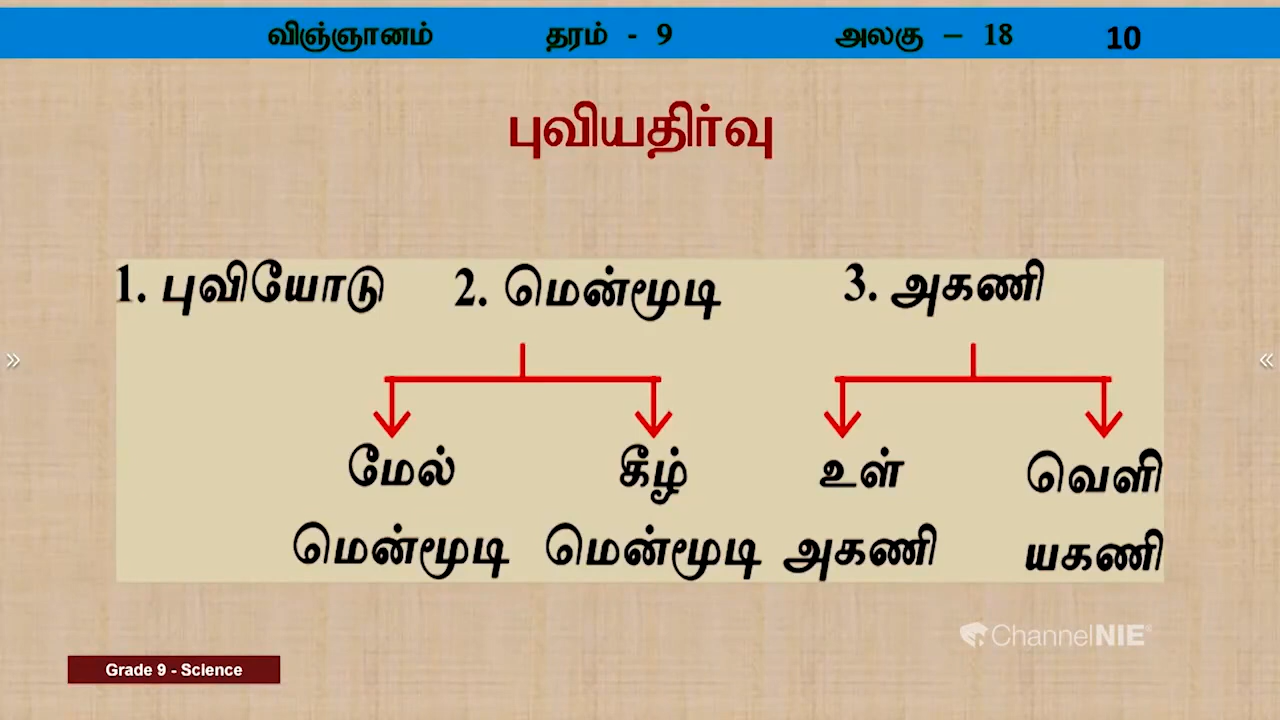 விஞ்ஞானம் தரம் - 9 அலகு – 18 10
புவியதிர்வு
1. புவியோடு 2. மென்மூடி 3. அகணி
மேல் கீழ் உள் வெளி
மென்மூடி மென்மூடி அகணி யகணி
ChannelNIE
Grade 9 - Science